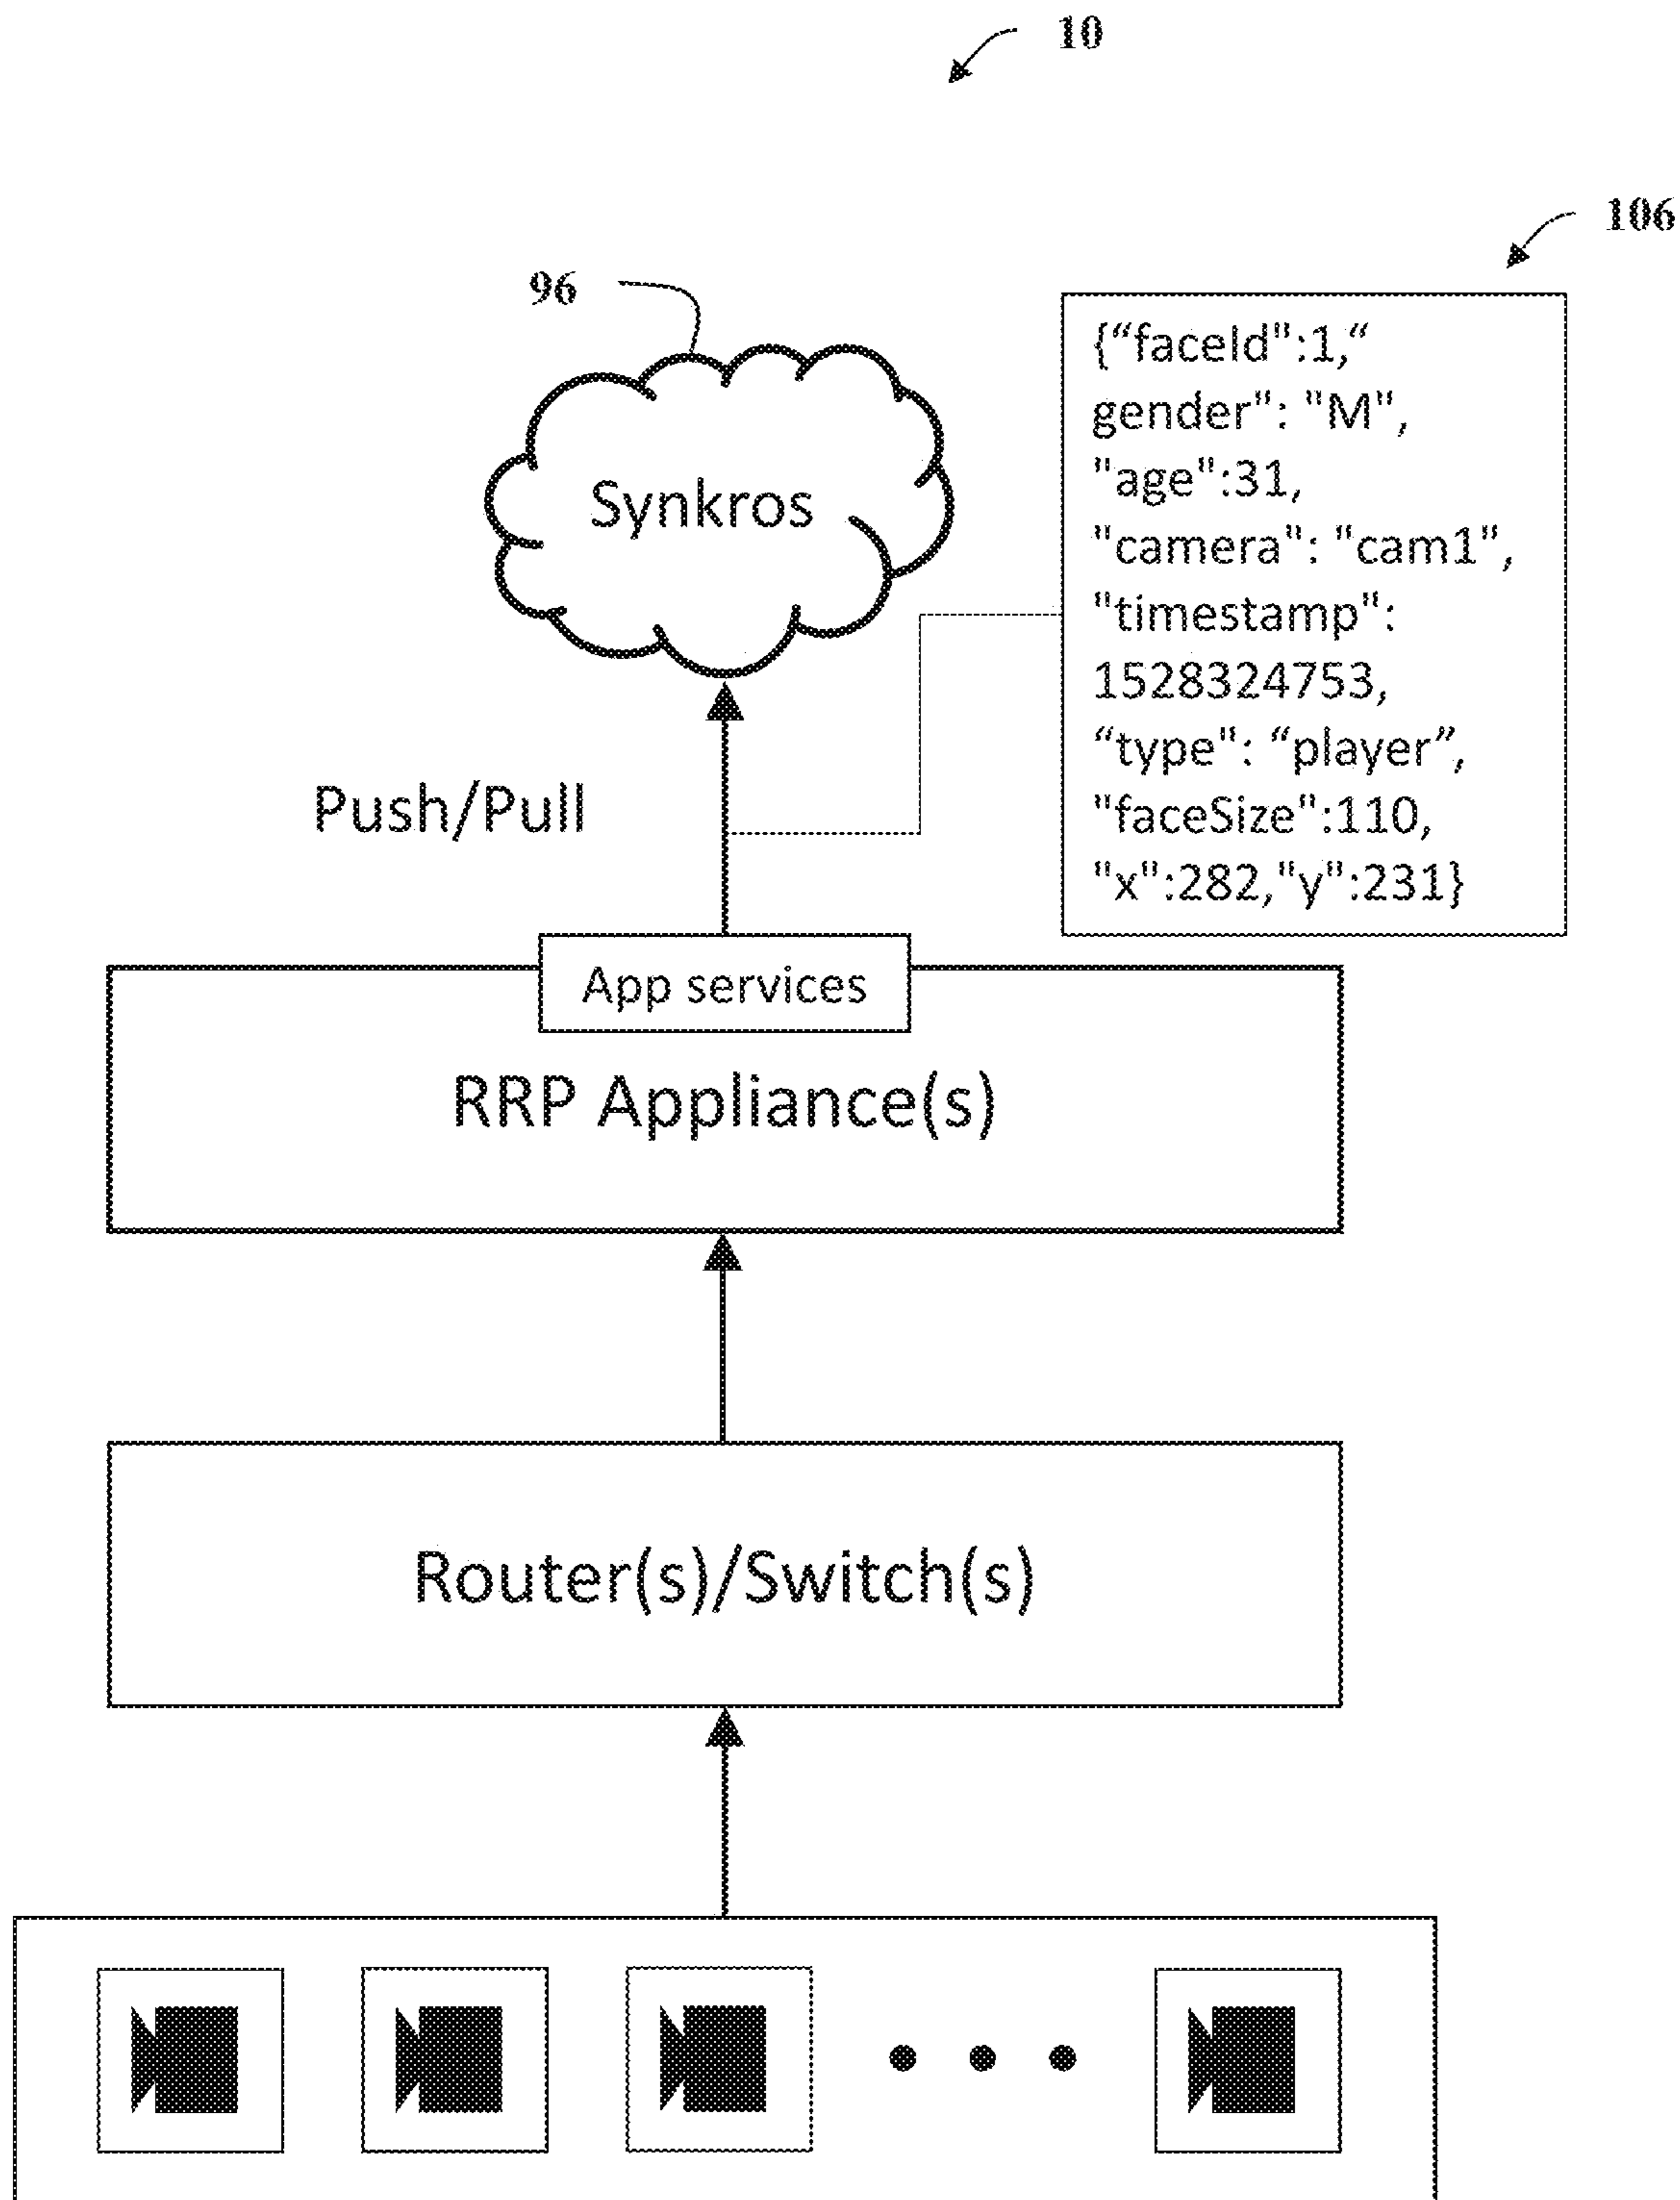 10
106
96
{“faceId":1,“
gender": "M",
"age":31,
"camera": "cam1",
"timestamp":
1528324753,
“type": “player”,
"faceSize":110,
"x":282,"y":231}
Synkros
Push/Pull
App services
RRP Appliance(s)
Router(s)/Switch(s)